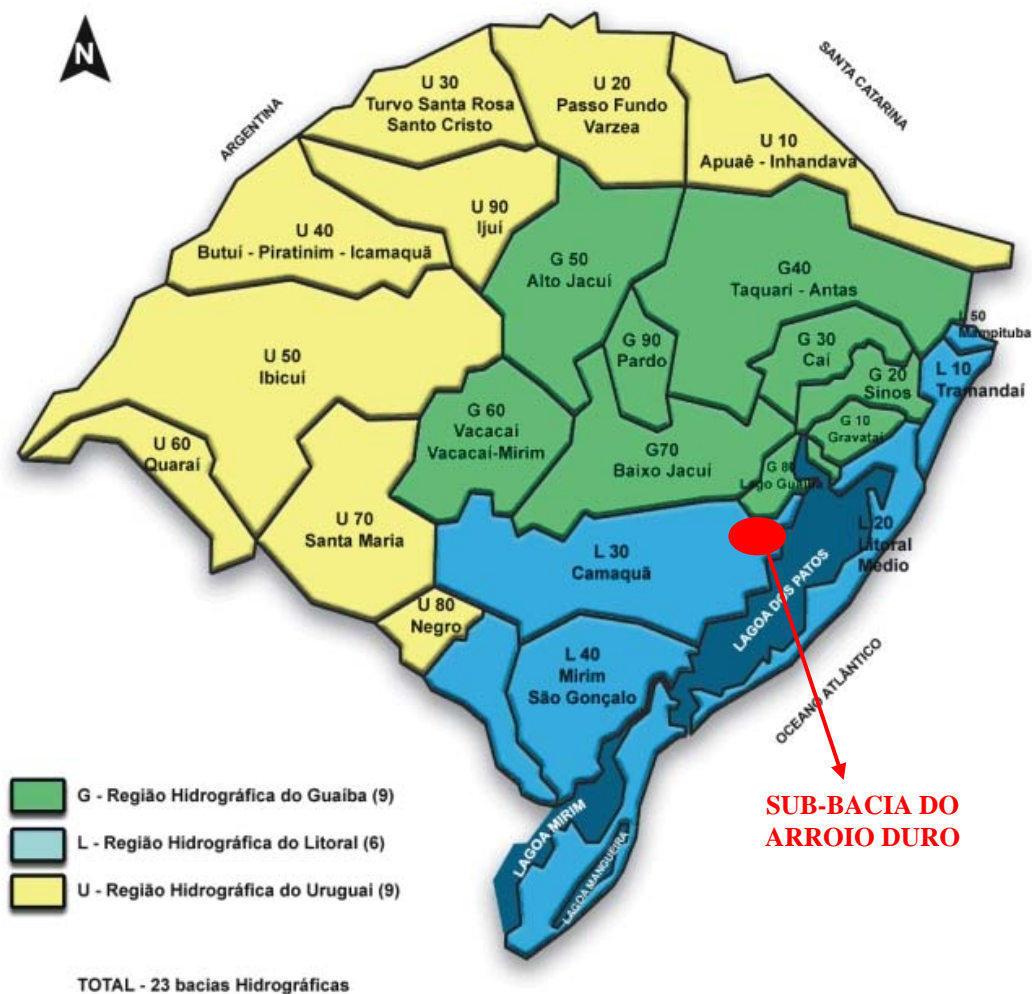 N
ARGENTINA
SANTA CATARINA
U 30
Turvo Santa Rosa
Santo Cristo
U 20
Passo Fundo
Varzea
U 10
Apuaê - Inhandava
U 90
Ijuí
U 40
Butuí - Piratinim - Icamaquã
G 50
Alto Jacuí
G40
Taquari - Antas
L 50
Mampituba
U 50
Ibicuí
G 90
Pardo
G 30
Caí
L 10
Tramandaí
G 20
Sinos
G 60
Vacacaí
Vacacaí-Mirim
G 10
Gravataí
U 60
Quaraí
G70
Baixo Jacuí
G 80
Lago Guaíba
U 70
Santa Maria
L 20
Litoral
Médio
L 30
Camaquã
LAGOA DOS PATOS
U 80
Negro
L 40
Mirim
São Gonçalo
OCEANO ATLÂNTICO
G - Região Hidrográfica do Guaíba (9)
L - Região Hidrográfica do Litoral (6)
U - Região Hidrográfica do Uruguai (9)
LAGOA MIRIM
LAGOA MANGUEIRA
SUB-BACIA DO
ARROIO DURO
TOTAL - 23 bacias Hidrográficas